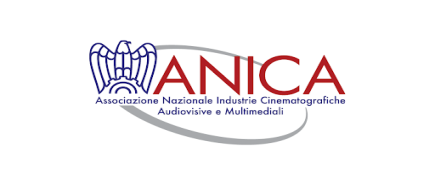 ANICA
Associazione Nazionale Industrie Cinematografiche
Audiovisive e Multimediali